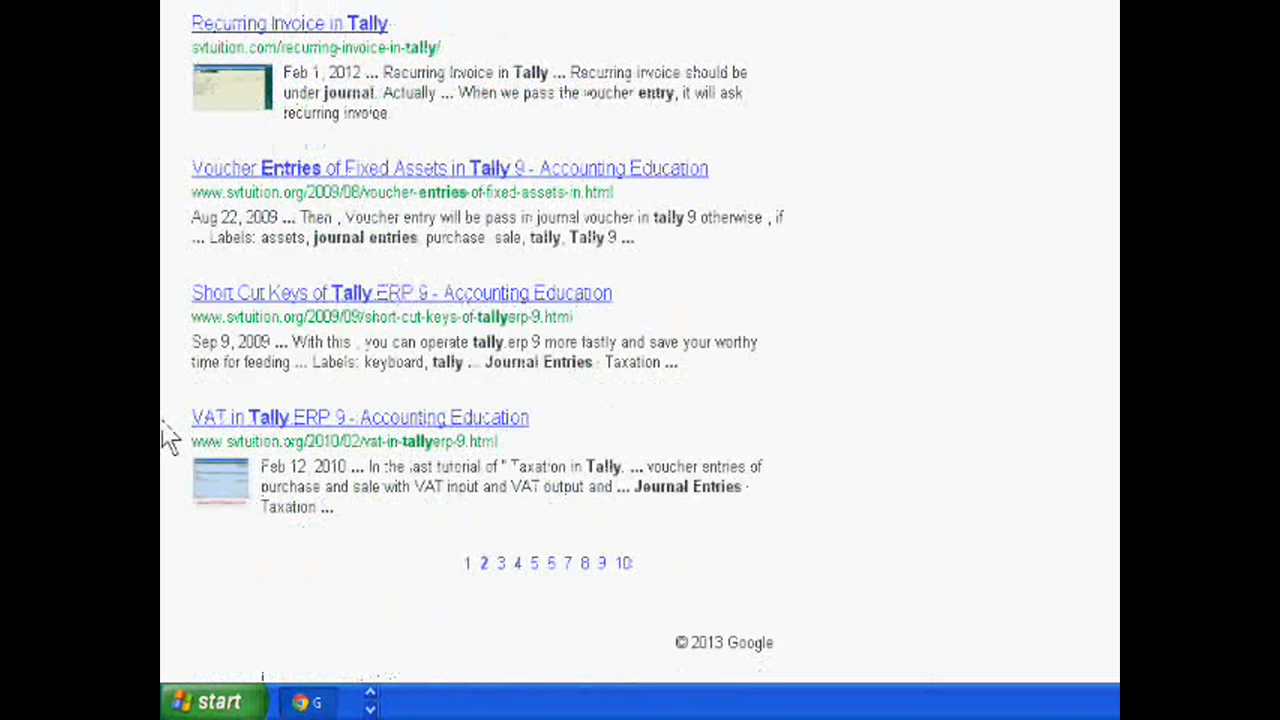 Recurring Invoice in Tally
svtuition.com/recurring-invoice-in-tally/
Feb 1, 2012 ... Recurring Invoice in Tally ... Recurring invoice should be
under journal. Actually ... When we pass the voucher entry, it will ask
recurring invoice.
Voucher Entries of Fixed Assets in Tally 9 - Accounting Education
www.svtuition.org/2009/08/voucher-entries-of-fixed-assets-in.html
Aug 22, 2009 ... Then , Voucher entry will be pass in journal voucher in tally 9 otherwise , if
... Labels: assets, journal entries, purchase, sale, tally, Tally 9 ...
Short Cut Keys of Tally.ERP 9 - Accounting Education
www.svtuition.org/2009/09/short-cut-keys-of-tallyerp-9.html
Sep 9, 2009 ... With this , you can operate tally.erp 9 more fastly and save your worthy
time for feeding ... Labels: keyboard, tally ... Journal Entries · Taxation ...
VAT in Tally.ERP 9 - Accounting Education
www.svtuition.org/2010/02/vat-in-tallyerp-9.html
Feb 12, 2010 ... In the last tutorial of " Taxation in Tally. ... voucher entries of
purchase and sale with VAT input and VAT output and ... Journal Entries ·
Taxation ...
1 2 3 4 5 6 7 8 9 10
© 2013 Google
start G